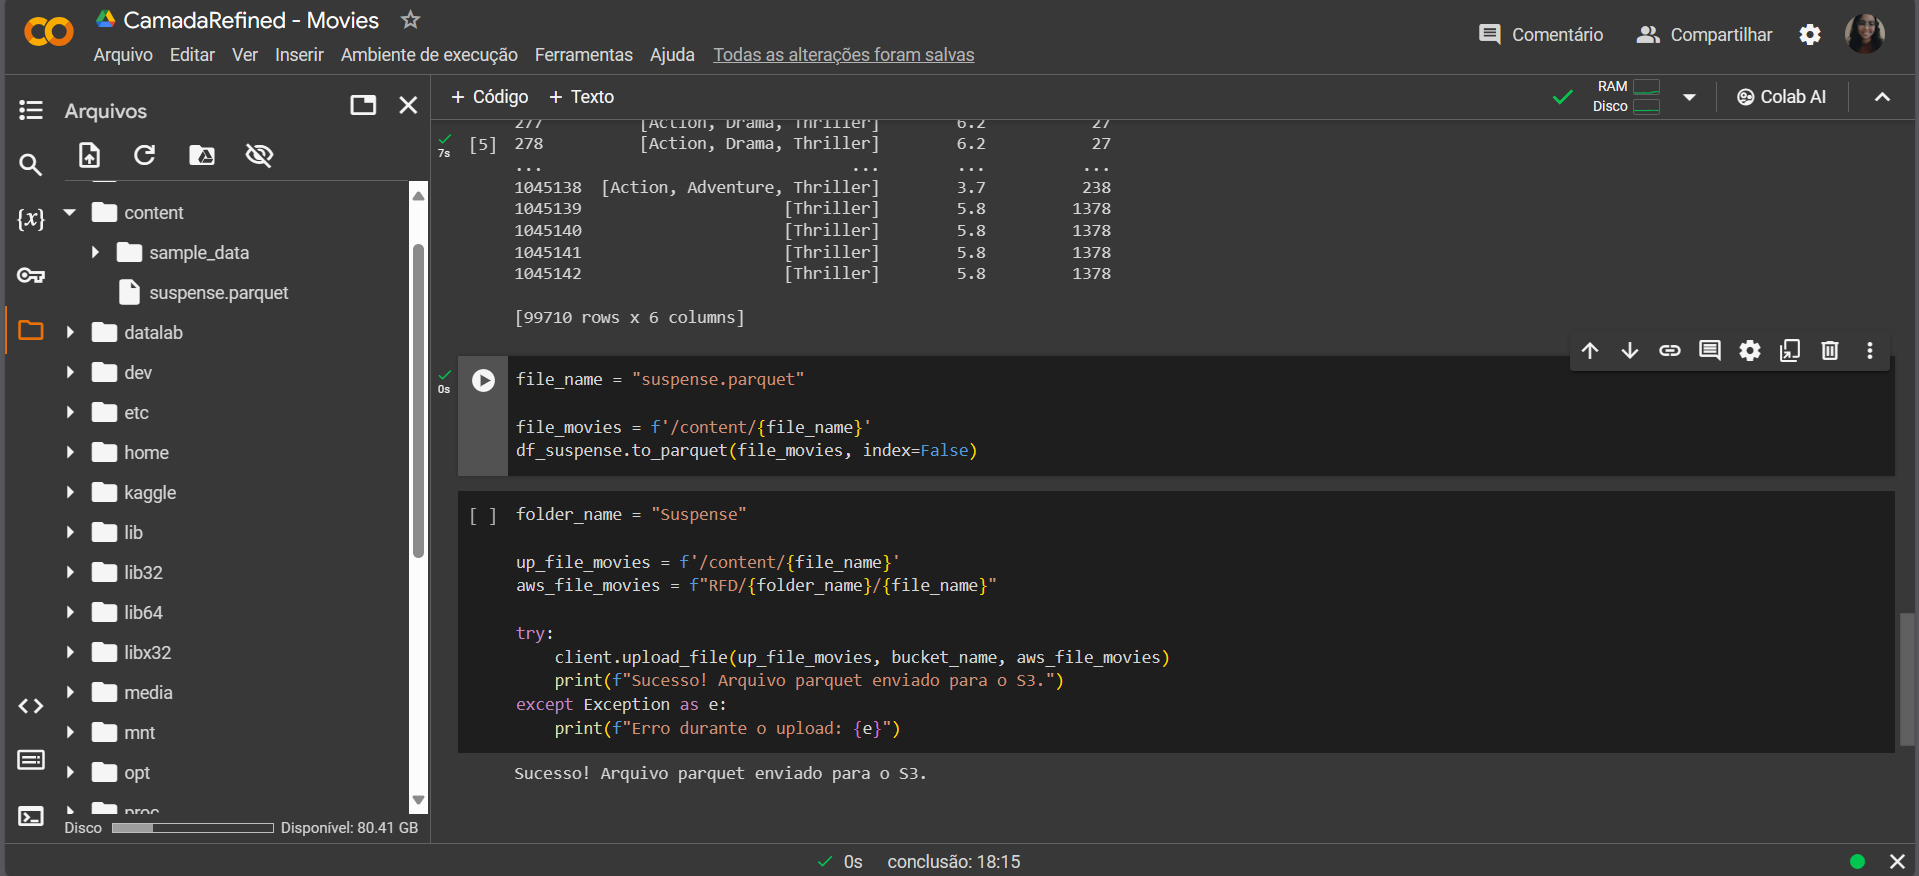 CamadaRefined - Movies
Arquivo Editar Ver Inserir Ambiente de execução Ferramentas Ajuda Todas as alterações foram salvas
Comentário Compartilhar
Arquivos
+ Código + Texto
RAM
Disco
Colab AI
{x}
content
sample_data
suspense.parquet
datalab
dev
etc
home
kaggle
lib
lib32
lib64
libx32
media
mnt
opt
proc
Disco Disponível: 80.41 GB
7s
[5]
277 [Action, Drama, Thriller] 6.2 27
278 [Action, Drama, Thriller] 6.2 27
... ... ... ...
1045138 [Action, Adventure, Thriller] 3.7 238
1045139 [Thriller] 5.8 1378
1045140 [Thriller] 5.8 1378
1045141 [Thriller] 5.8 1378
1045142 [Thriller] 5.8 1378
[99710 rows x 6 columns]
0s
file_name = "suspense.parquet"
file_movies = f'/content/{file_name}'
df_suspense.to_parquet(file_movies, index=False)
[ ] folder_name = "Suspense"
up_file_movies = f'/content/{file_name}'
aws_file_movies = f"RFD/{folder_name}/{file_name}"
try:
client.upload_file(up_file_movies, bucket_name, aws_file_movies)
print(f"Sucesso! Arquivo parquet enviado para o S3.")
except Exception as e:
print(f"Erro durante o upload: {e}")
Sucesso! Arquivo parquet enviado para o S3.
0s conclusão: 18:15